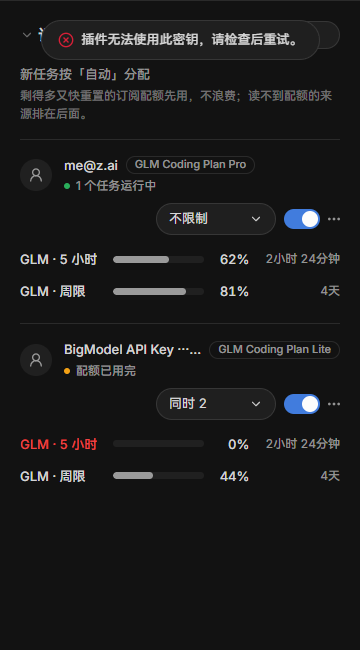 插件无法使用此密钥，请检查后重试。
新任务按「自动」分配
剩得多又快重置的订阅配额先用，不浪费；读不到配额的来
源排在后面。
me@z.ai GLM Coding Plan Pro
1 个任务运行中
不限制
GLM · 5 小时 62% 2小时 24分钟
GLM · 周限 81% 4天
BigModel API Key ···... GLM Coding Plan Lite
配额已用完
同时 2
GLM · 5 小时 0% 2小时 24分钟
GLM · 周限 44% 4天